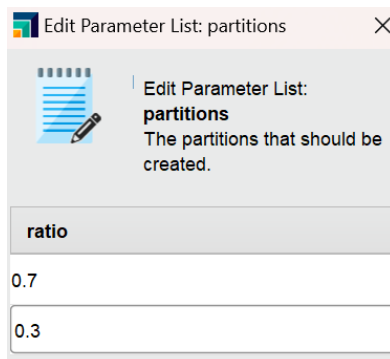 Edit Parameter List: partitions
Edit Parameter List:
partitions
The partitions that should be
created.
ratio
0.7
0.3